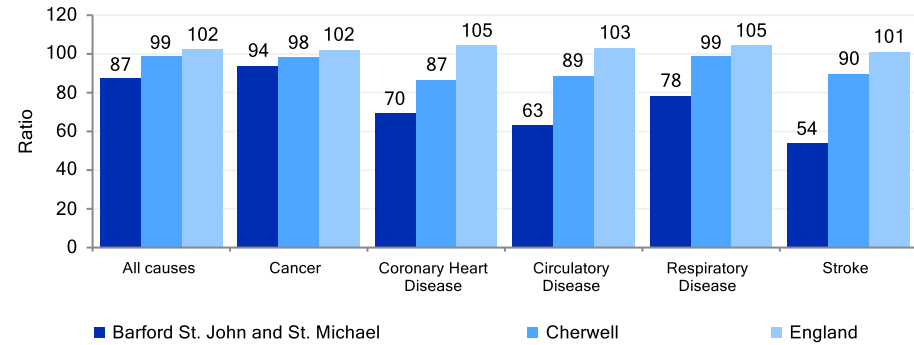 120
100
80
60
40
20
0
Ratio
87 99 102
94 98 102
70 87 105
63 89 103
78 99 105
54 90 101
All causes
Cancer
Coronary Heart
Disease
Circulatory
Disease
Respiratory
Disease
Stroke
Barford St. John and St. Michael
Cherwell
England